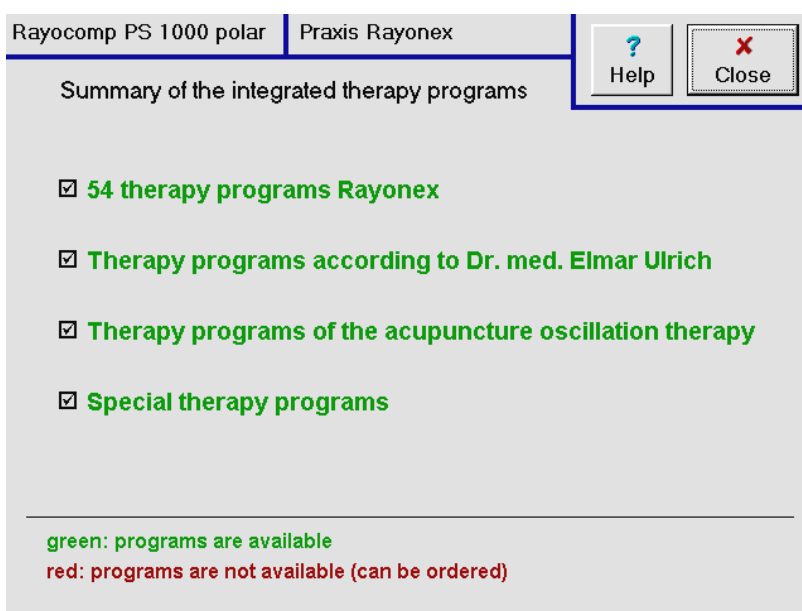 Rayocomp PS 1000 polar
Praxis Rayonex
? Help
X Close
Summary of the integrated therapy programs
54 therapy programs Rayonex
Therapy programs according to Dr. med. Elmar Ulrich
Therapy programs of the acupuncture oscillation therapy
Special therapy programs
green: programs are available
red: programs are not available (can be ordered)